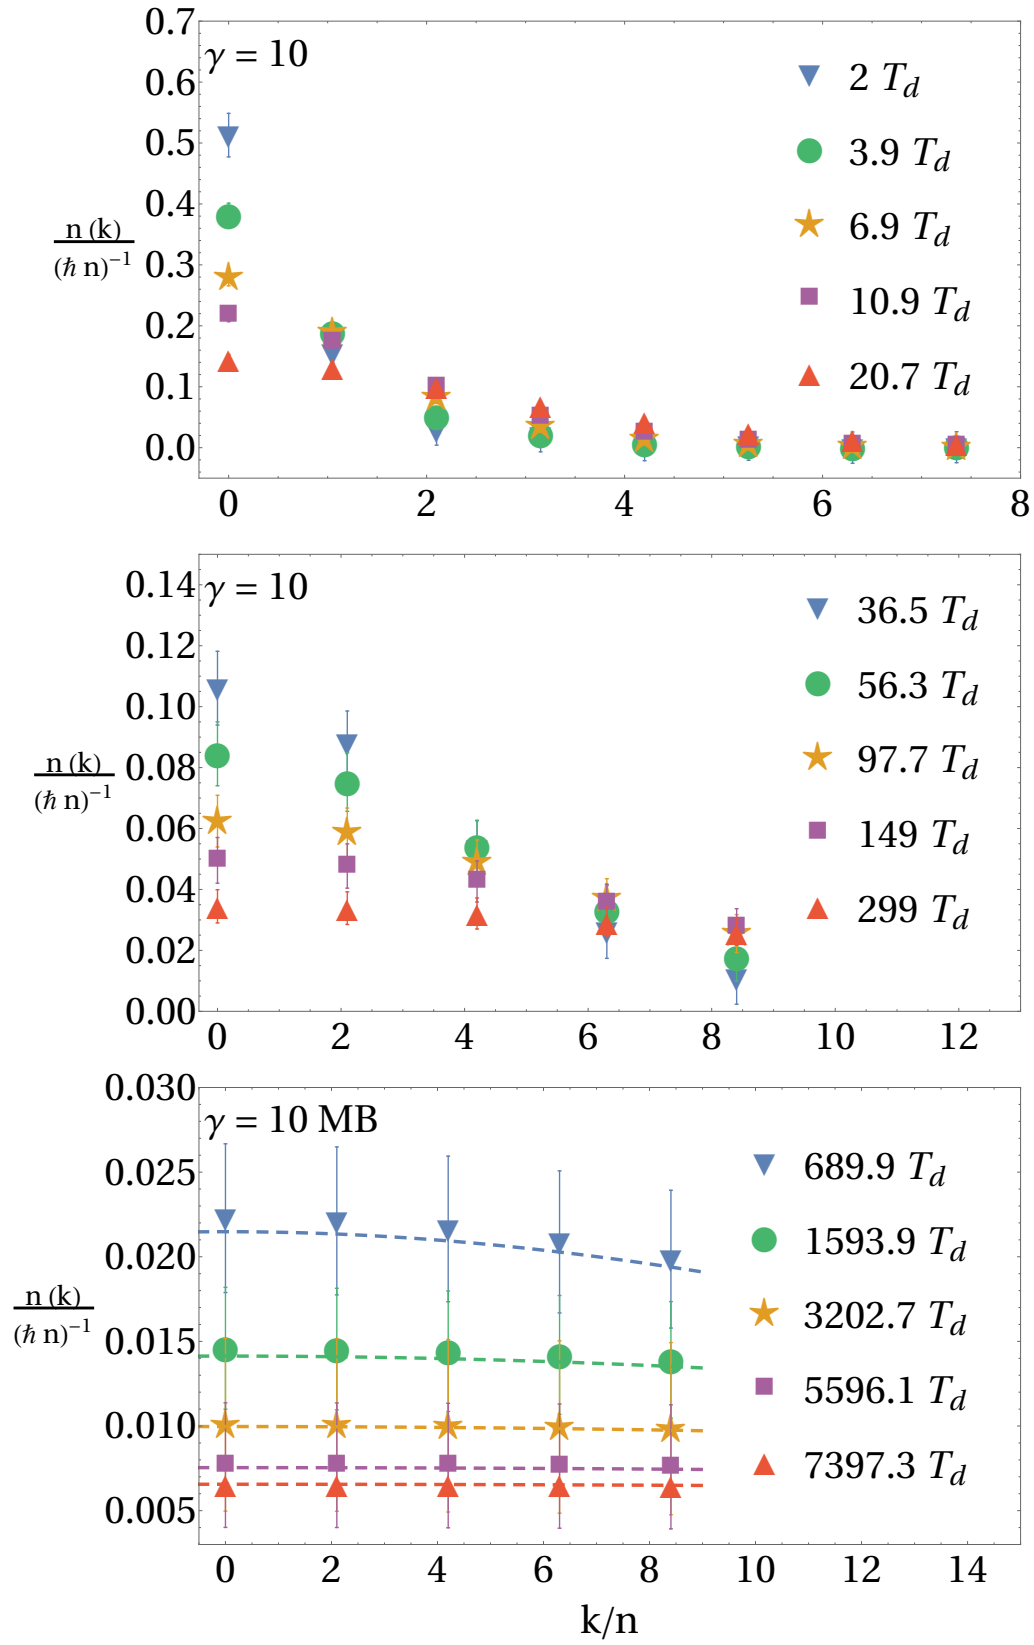 0.7
γ = 10
0.6
2 T_d
0.5
3.9 T_d
0.4
n (k)
(ħ n)⁻¹
6.9 T_d
0.3
10.9 T_d
0.2
20.7 T_d
0.1
0.0
0 2 4 6 8
γ = 10
0.14
36.5 T_d
0.12
56.3 T_d
0.10
n (k)
(ħ n)⁻¹
0.08
97.7 T_d
0.06
149 T_d
0.04
299 T_d
0.02
0.00
0 2 4 6 8 10 12
0.030
γ = 10 MB
689.9 T_d
0.025
1593.9 T_d
0.020
n (k)
(ħ n)⁻¹
3202.7 T_d
0.015
5596.1 T_d
0.010
7397.3 T_d
0.005
0 2 4 6 8 10 12 14
k/n